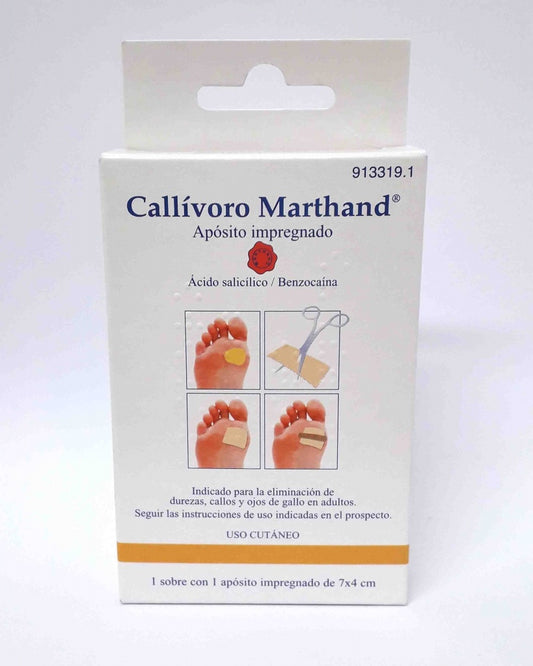 913319.1
Callívoro Marthand®
Apósito impregnado
Ácido salicílico / Benzocaína
Indicado para la eliminación de
durezas, callos y ojos de gallo en adultos.
Seguir las instrucciones de uso indicadas en el prospecto.
USO CUTÁNEO
1 sobre con 1 apósito impregnado de 7x4 cm